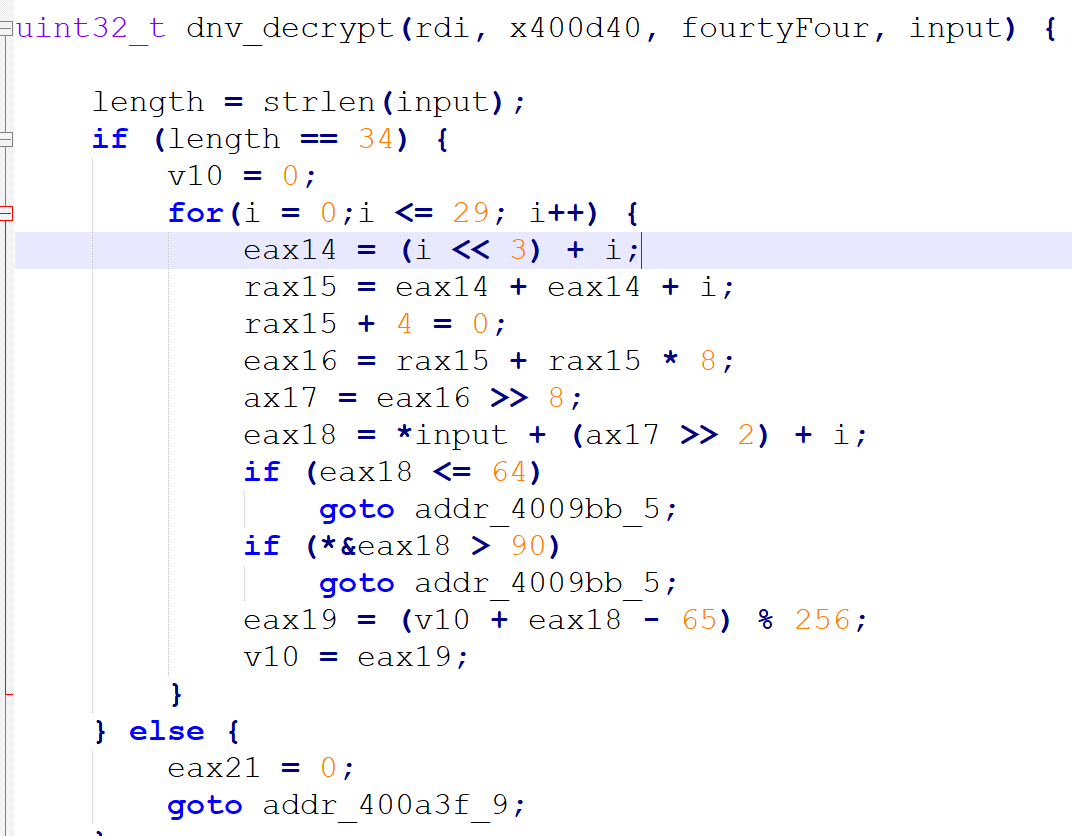 uint32_t dnv_decrypt(rdi, x400d40, fourtyFour, input) {
length = strlen(input);
if (length == 34) {
v10 = 0;
for(i = 0;i <= 29; i++) {
eax14 = (i << 3) + i;
rax15 = eax14 + eax14 + i;
rax15 + 4 = 0;
eax16 = rax15 + rax15 * 8;
ax17 = eax16 >> 8;
eax18 = *input + (ax17 >> 2) + i;
if (eax18 <= 64)
goto addr_4009bb_5;
if (*&eax18 > 90)
goto addr_4009bb_5;
eax19 = (v10 + eax18 - 65) % 256;
v10 = eax19;
}
} else {
eax21 = 0;
goto addr_400a3f_9;
}